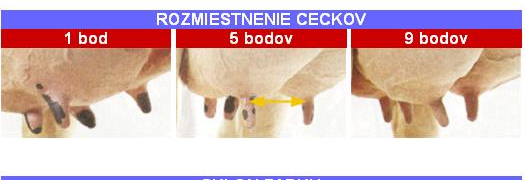 ROZMIESTNENIE CECKOV
1 bod
5 bodov
9 bodov